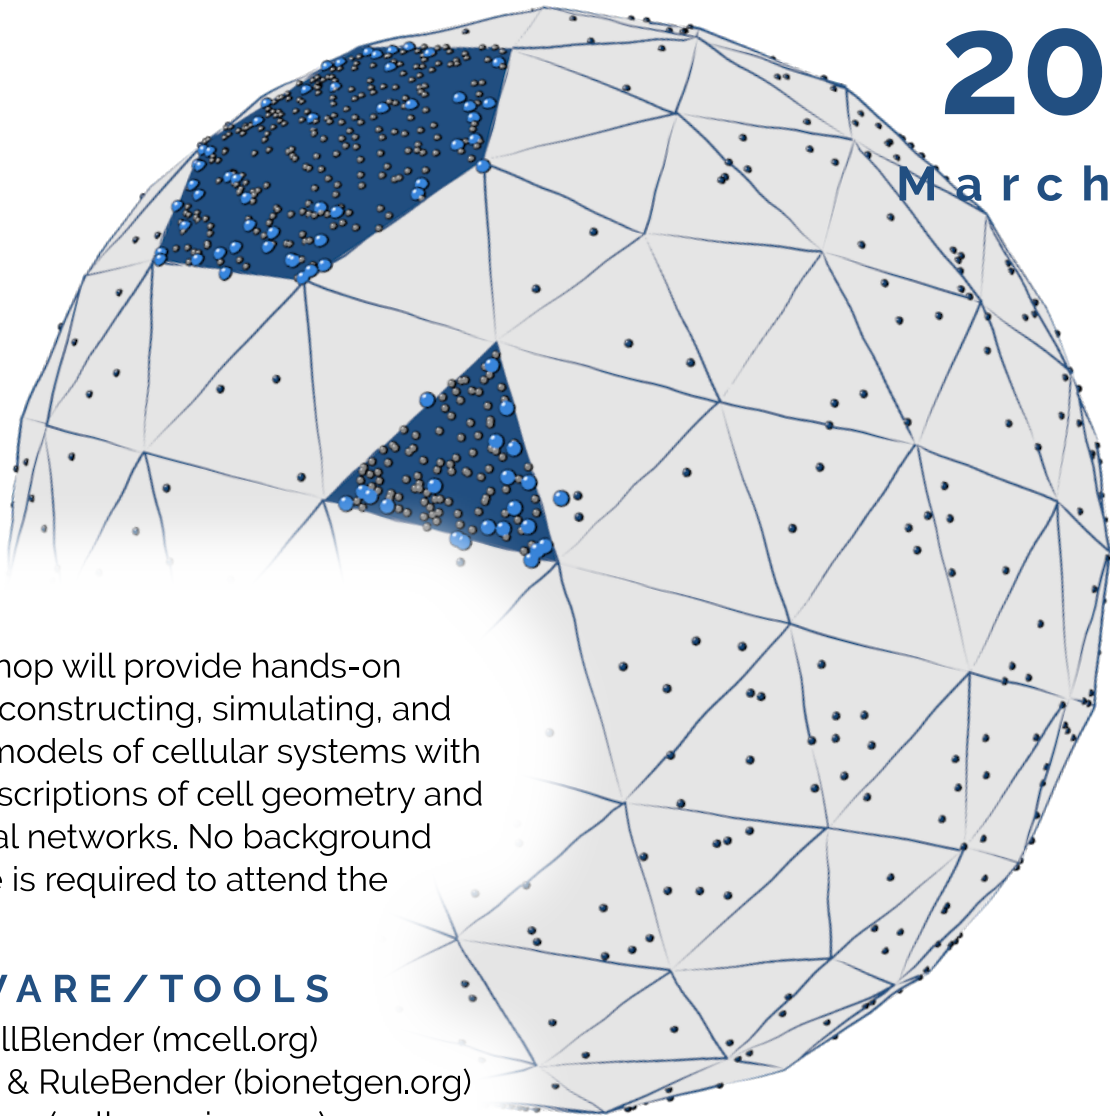 20
March
hop will provide hands-on
constructing, simulating, and
models of cellular systems with
scriptions of cell geometry and
al networks. No background
e is required to attend the
WARE/TOOLS
llBlender (mcell.org)
& RuleBender (bionetgen.org)